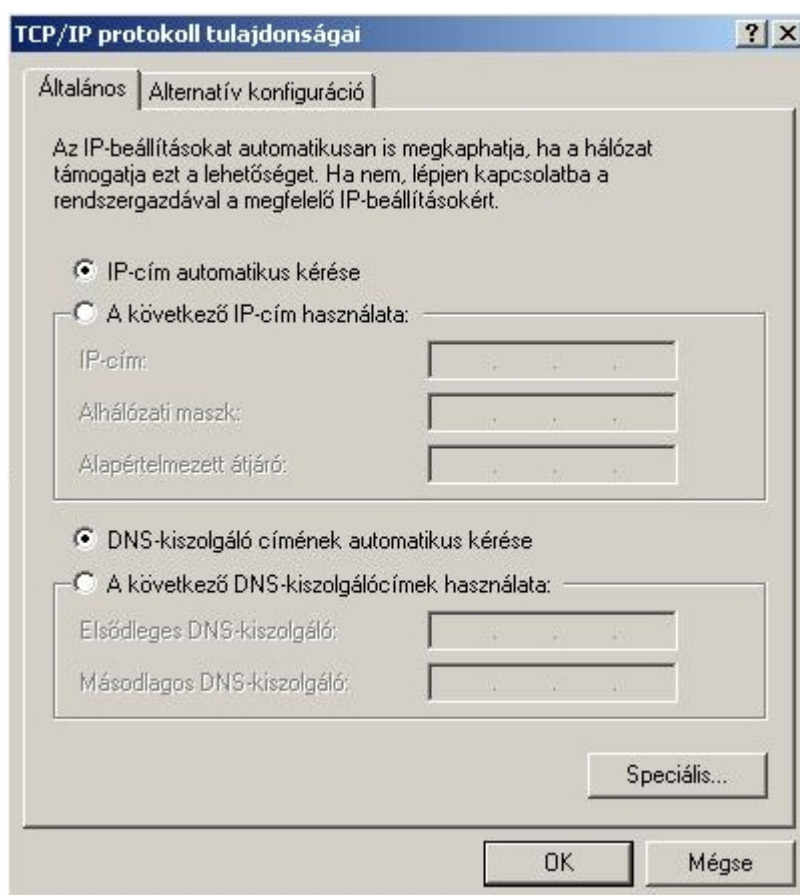 TCP/IP protokoll tulajdonságai
Általános
Alternatív konfiguráció
Az IP-beállításokat automatikusan is megkaphatja, ha a hálózat
támogatja ezt a lehetőséget. Ha nem, lépjen kapcsolatba a
rendszergazdával a megfelelő IP-beállításokért.
IP-cím automatikus kérése
A következő IP-cím használata:
IP-cím:
Alhálózati maszk:
Alapértelmezett átjáró:
DNS-kiszolgáló címének automatikus kérése
A következő DNS-kiszolgálócímek használata:
Elsődleges DNS-kiszolgáló:
Másodlagos DNS-kiszolgáló:
Speciális...
OK
Mégse